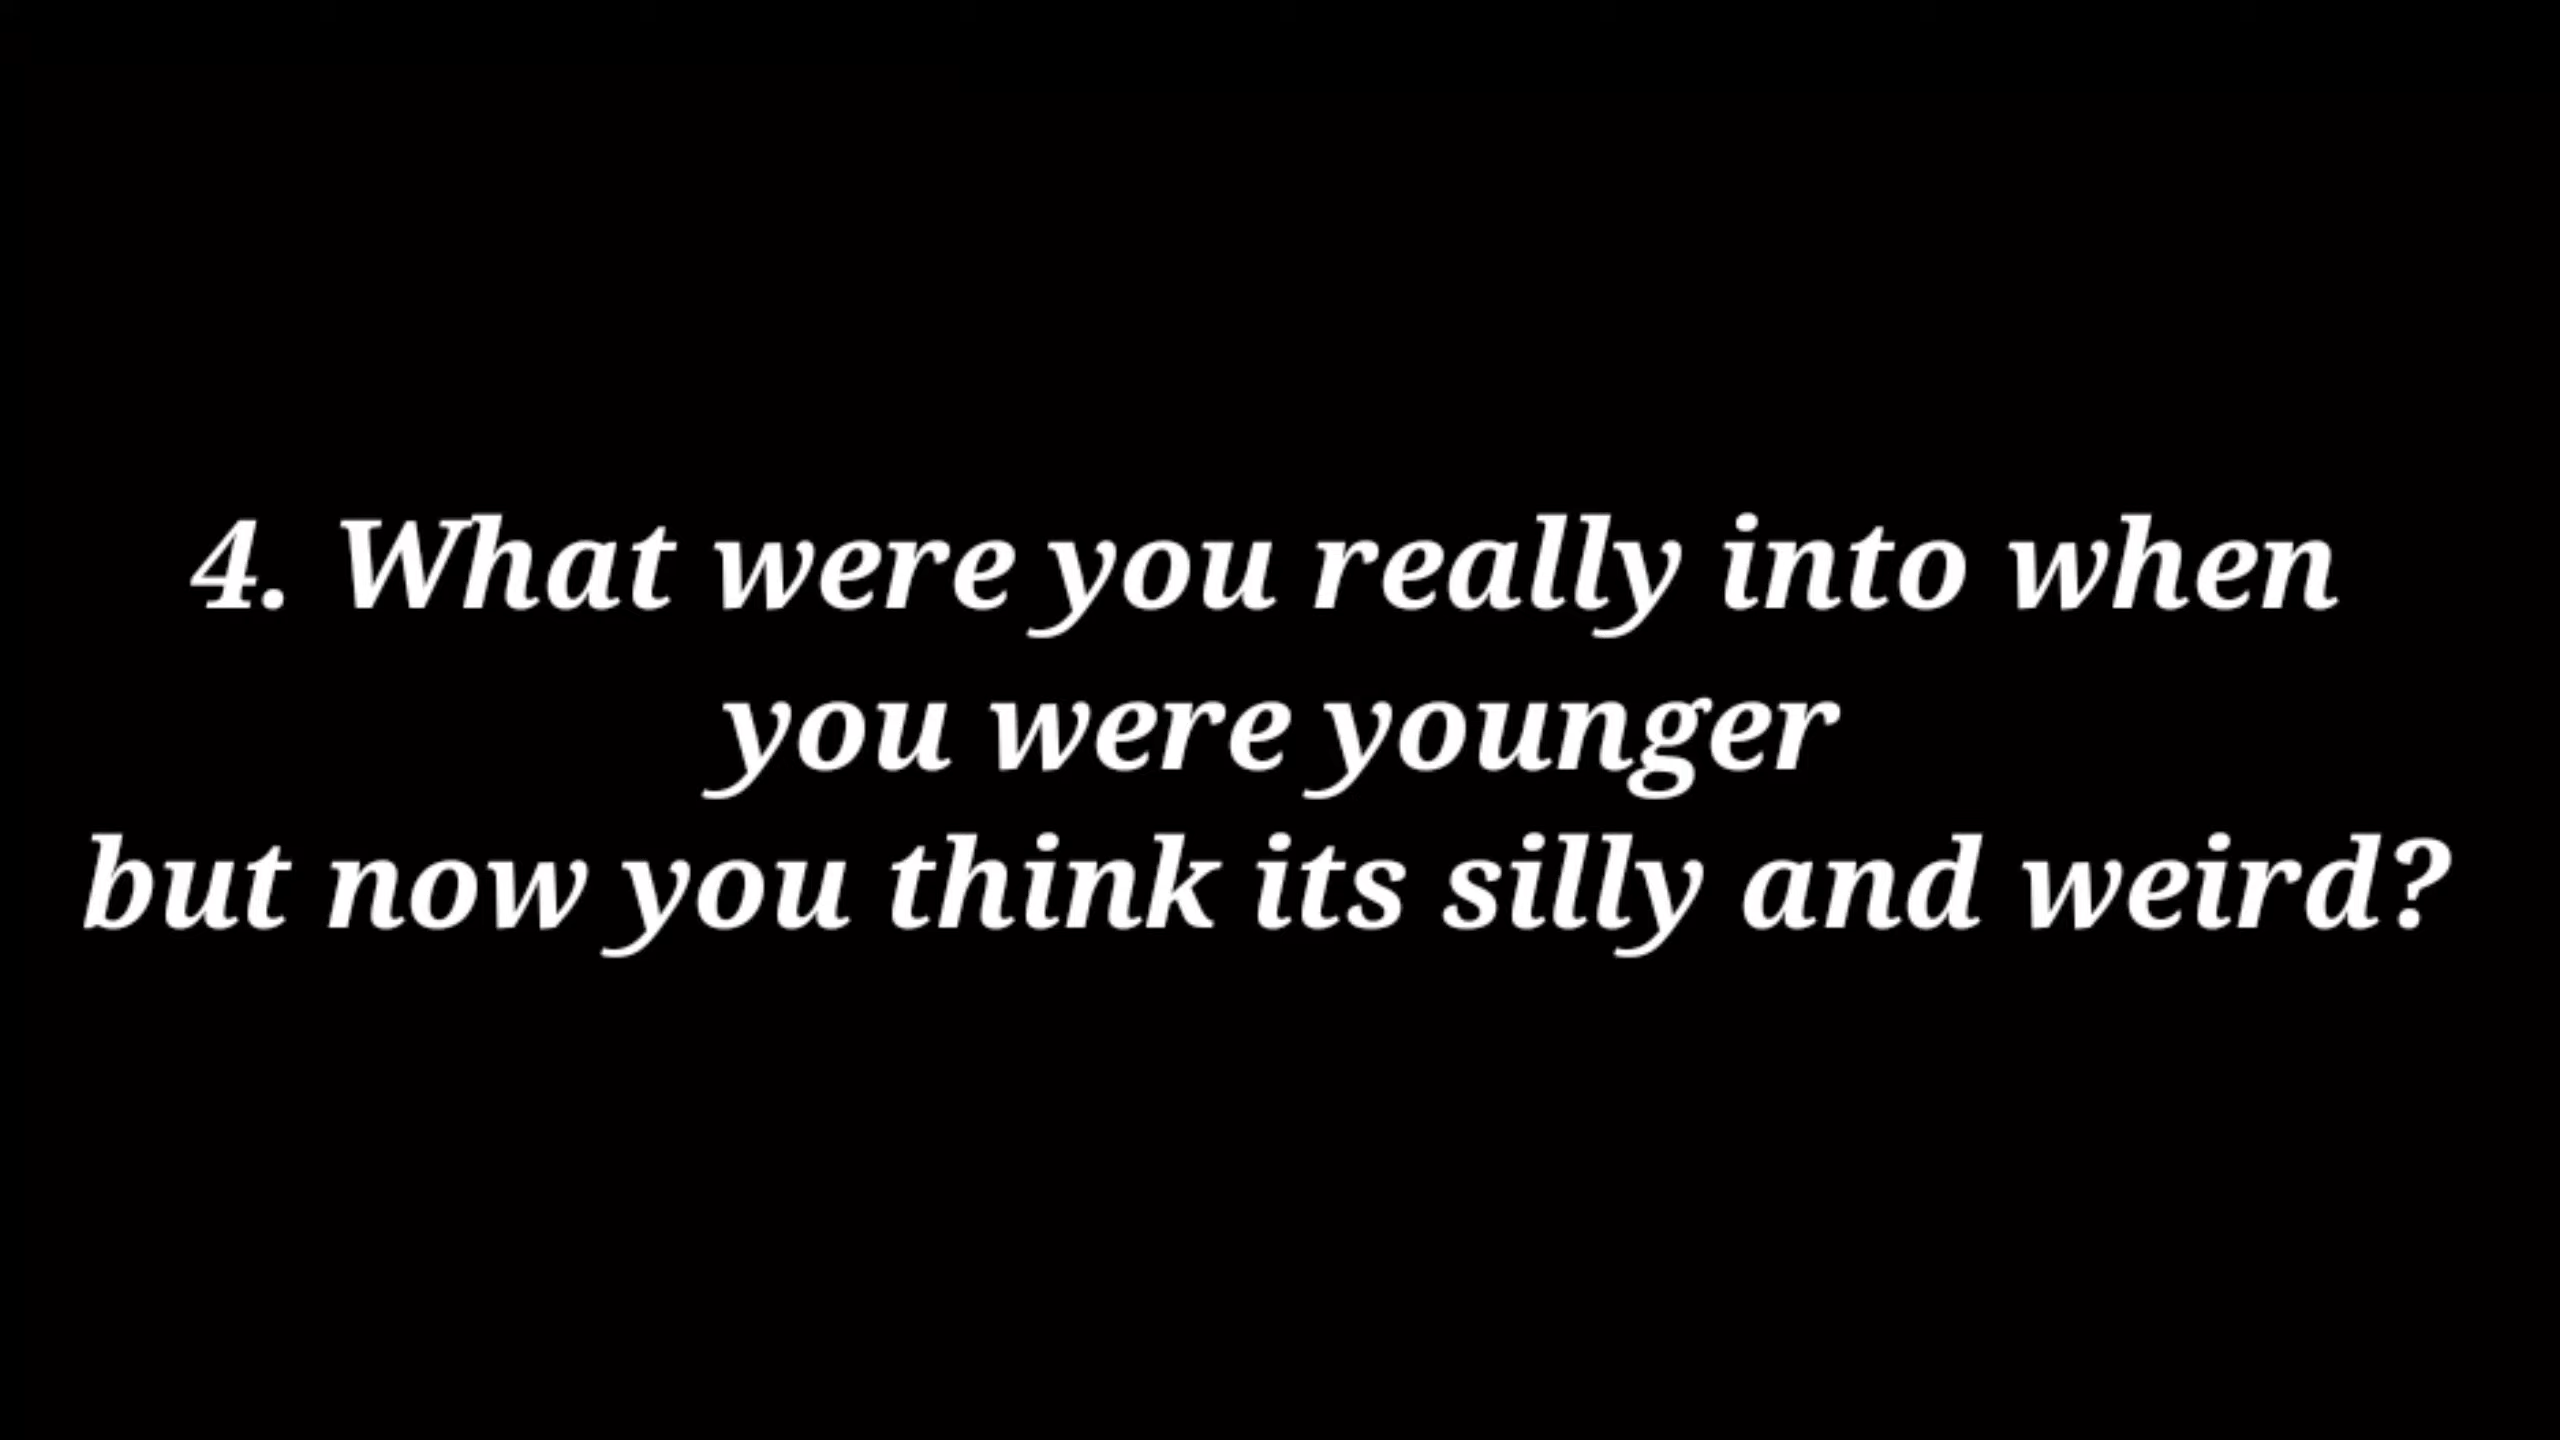 4. What were you really into when
you were younger
but now you think its silly and weird?